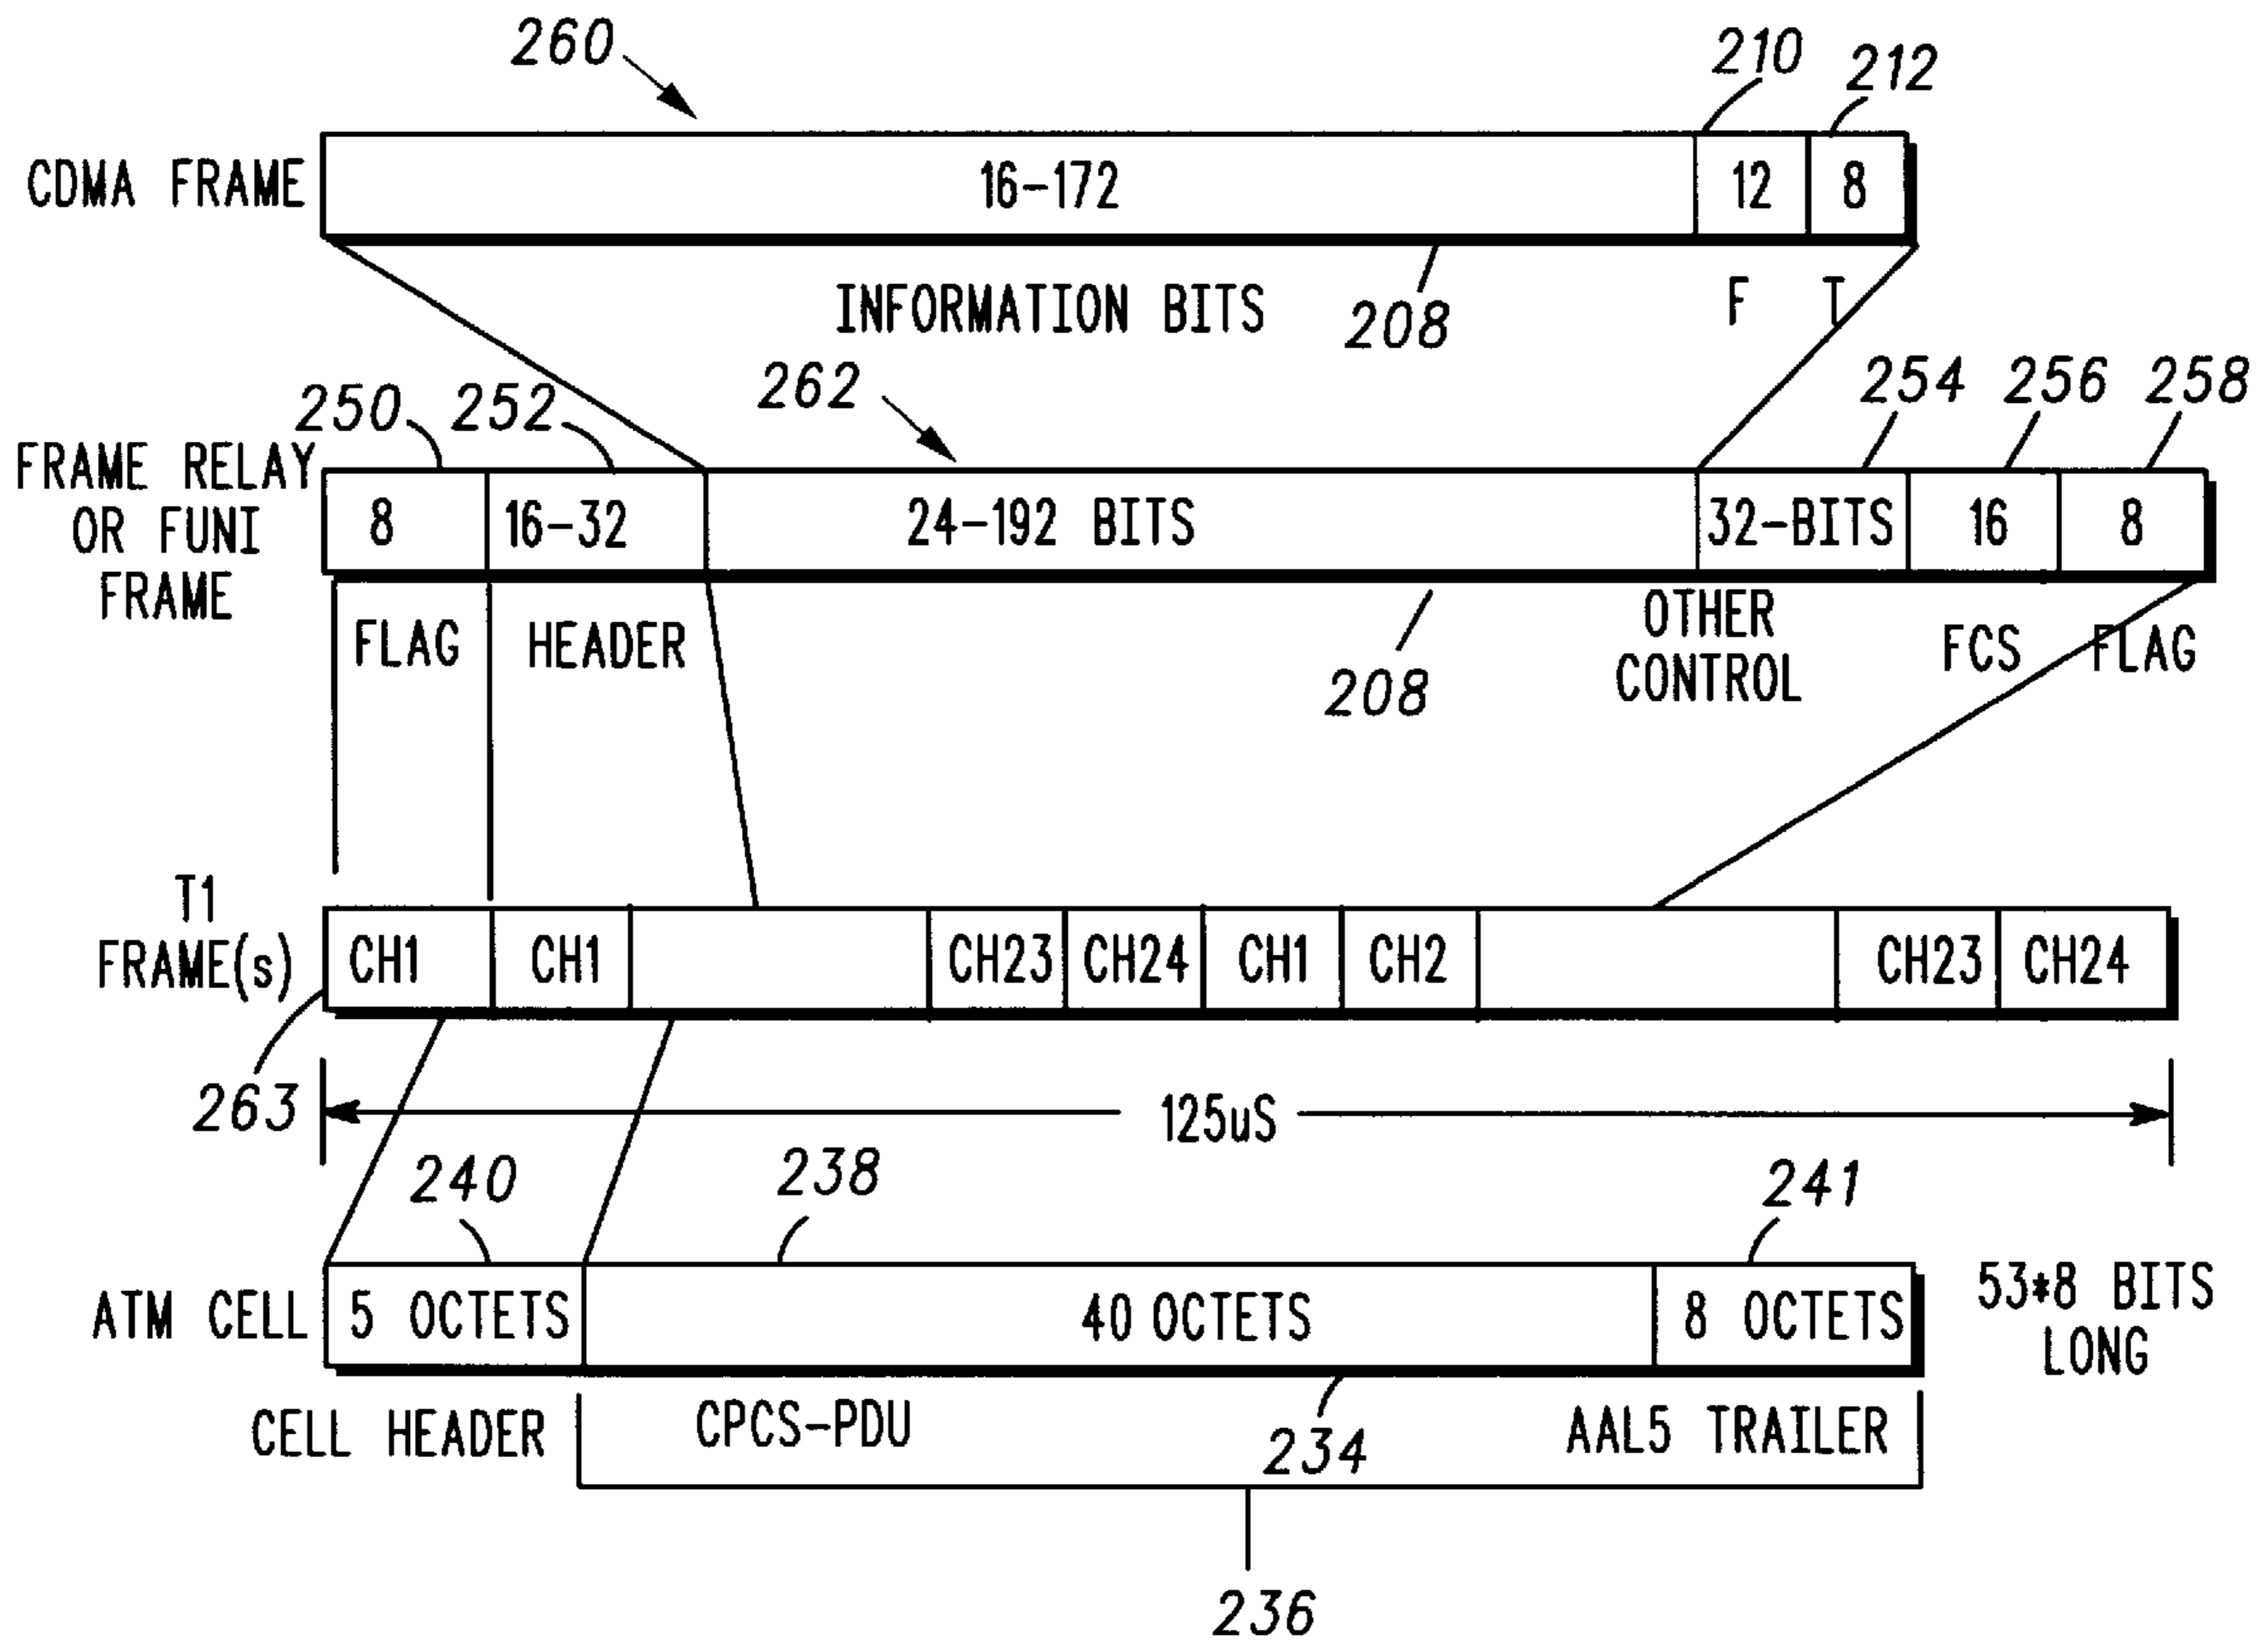 260
210
212
CDMA FRAME
16-172
12
8
INFORMATION BITS
208
F
T
250
252
262
254
256
258
FRAME RELAY
OR FUNI
FRAME
8
16-32
24-192 BITS
32-BITS
16
8
FLAG
HEADER
208
OTHER
CONTROL
FCS
FLAG
T1
FRAME(s)
CH1
CH1
CH23
CH24
CH1
CH2
CH23
CH24
263
125uS
240
238
241
ATM CELL
5 OCTETS
40 OCTETS
8 OCTETS
53*8 BITS
LONG
CELL HEADER
CPCS-PDU
234
AAL5 TRAILER
236